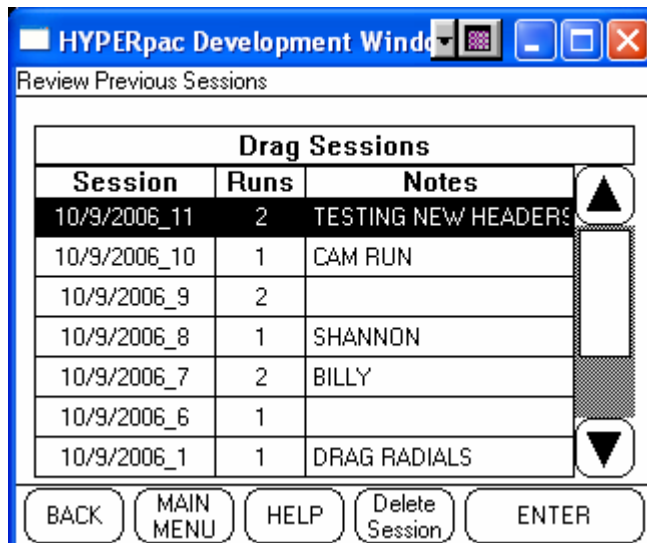 HYPERpac Development Windo
Review Previous Sessions
Drag Sessions
Session Runs Notes
10/9/2006_11 2 TESTING NEW HEADERS
10/9/2006_10 1 CAM RUN
10/9/2006_9 2
10/9/2006_8 1 SHANNON
10/9/2006_7 2 BILLY
10/9/2006_6 1
10/9/2006_1 1 DRAG RADIALS
BACK MAIN MENU HELP Delete Session ENTER